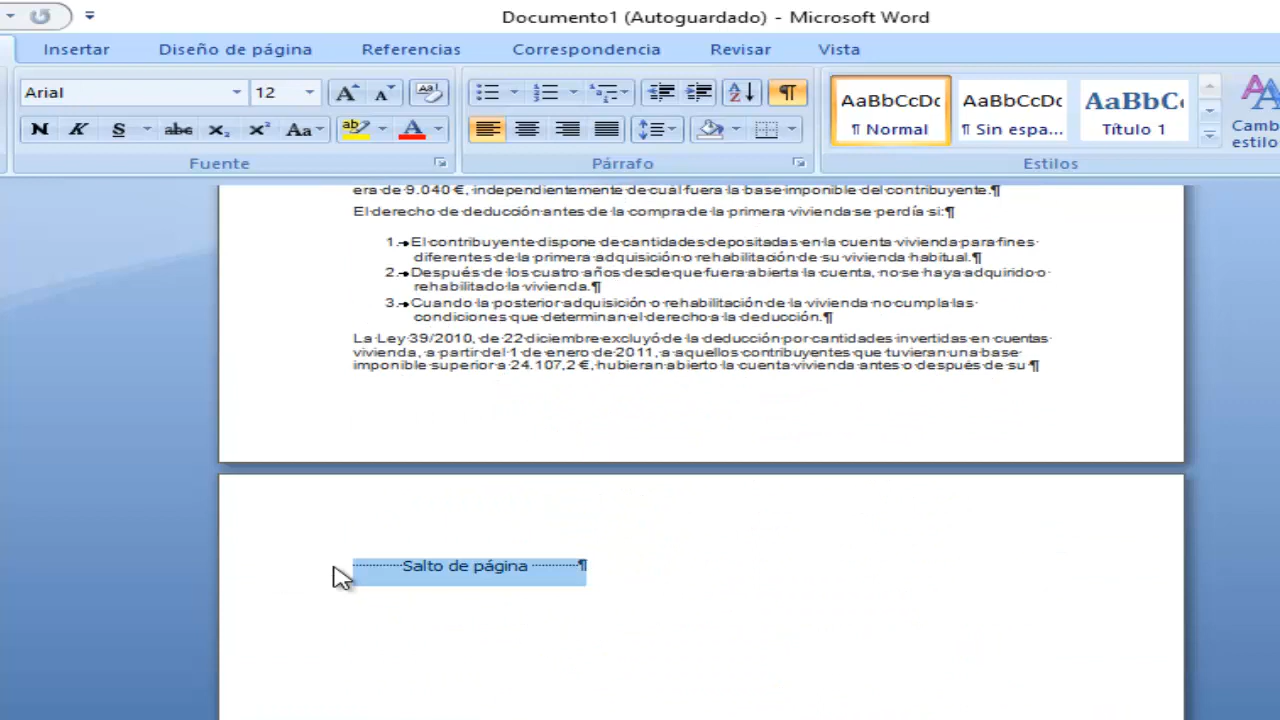 Documento1 (Autoguardado) - Microsoft Word
Insertar Diseño de página Referencias Correspondencia Revisar Vista
Arial 12 AaBbCcDc AaBbCcDc AaBbC
N K S abc x₂ x² Aa ab A ¶ Normal ¶ Sin espa... Título 1 Camb
estilo
Fuente Párrafo Estilos
era de 9.040 €, independientemente de cuál fuera la base imponible del contribuyente.¶
El derecho de deducción antes de la compra de la primera vivienda se perdía si:¶
1. El contribuyente dispone de cantidades depositadas en la cuenta vivienda para fines
diferentes de la primera adquisición o rehabilitación de su vivienda habitual.¶
2. Después de los cuatro años desde que fuera abierta la cuenta, no se haya adquirido o
rehabilitado la vivienda.¶
3. Cuando la posterior adquisición o rehabilitación de la vivienda no cumpla las
condiciones que determinan el derecho a la deducción.¶
La Ley 39/2010, de 22 diciembre excluyó de la deducción por cantidades invertidas en cuentas
vivienda, a partir del 1 de enero de 2011, a aquellos contribuyentes que tuvieran una base
imponible superior a 24.107,2 €, hubieran abierto la cuenta vivienda antes o después de su ¶
Salto de página ¶